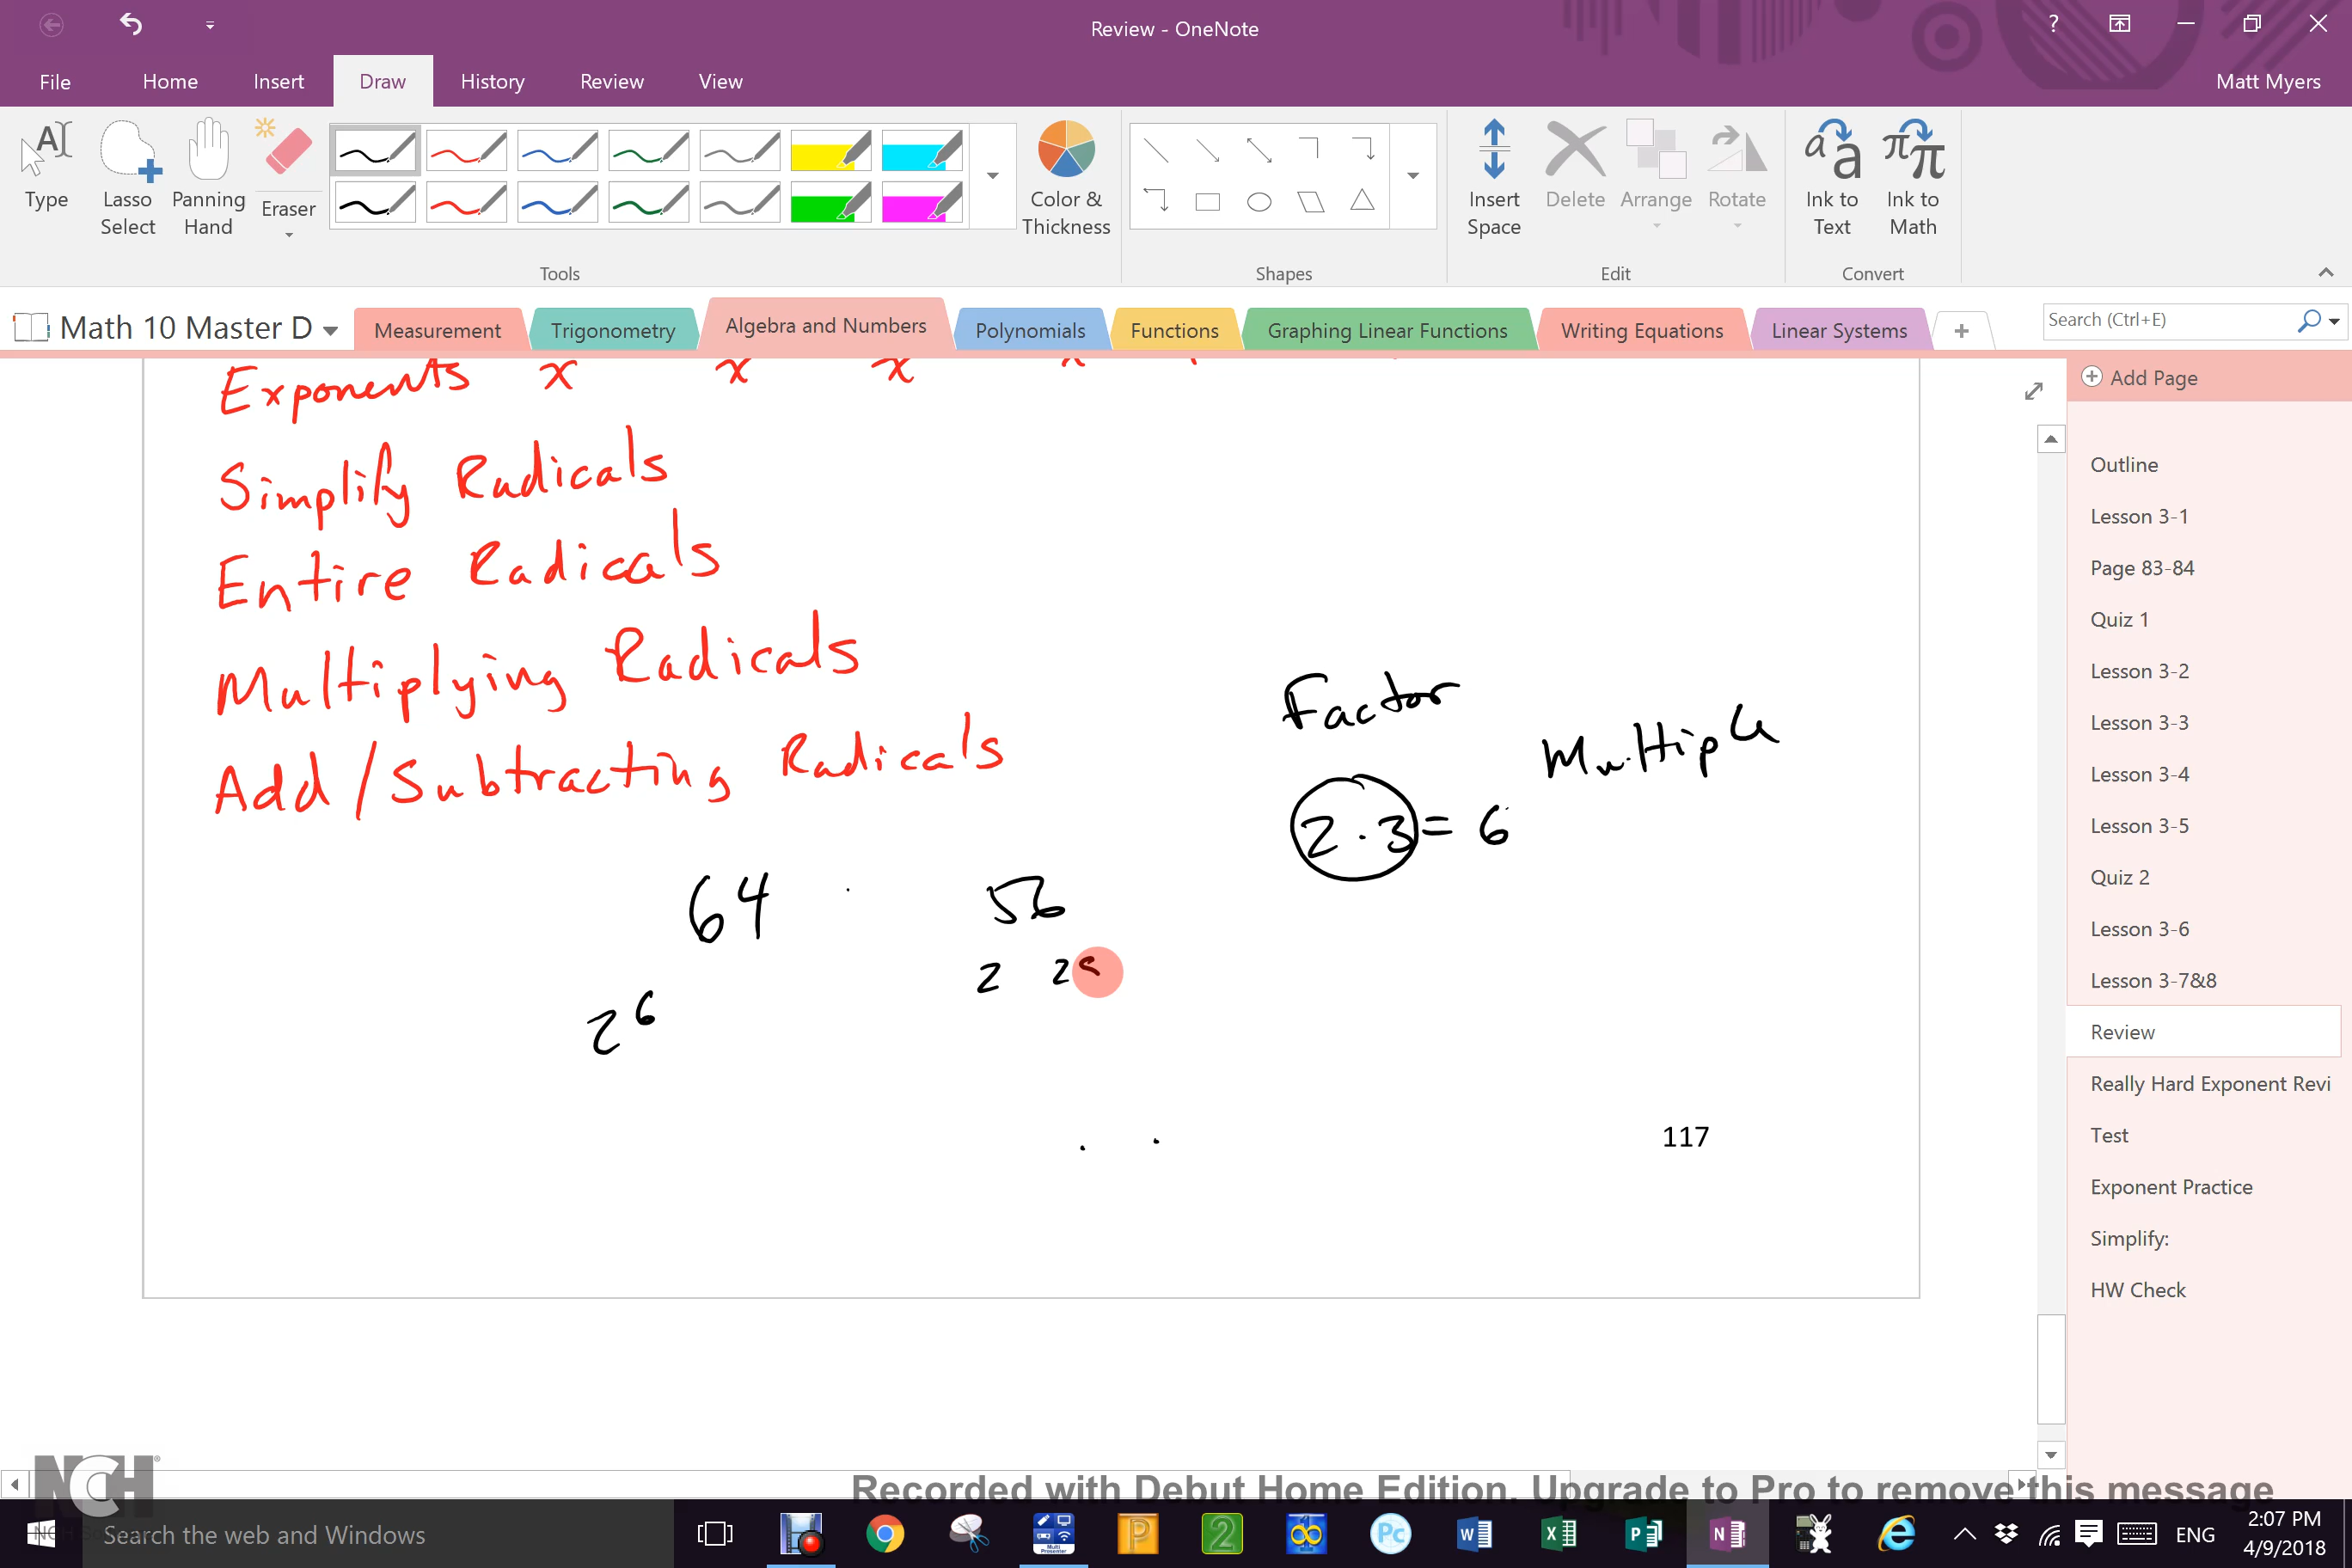 Review - OneNote
?
File Home Insert Draw History Review View Matt Myers
Type
Lasso Select
Panning Hand
Eraser
Color & Thickness
Insert Space
Delete Arrange Rotate
Ink to Text
Ink to Math
Tools Shapes Edit Convert
Math 10 Master D Measurement Trigonometry Algebra and Numbers Polynomials Functions Graphing Linear Functions Writing Equations Linear Systems + Search (Ctrl+E)
Add Page
Exponents x x x
Simplify Radicals
Entire Radicals
Multiplying Radicals
Add/Subtracting Radicals
Factor
Multiple
2 . 3 = 6
64 56
2 2
2^6
117
Outline
Lesson 3-1
Page 83-84
Quiz 1
Lesson 3-2
Lesson 3-3
Lesson 3-4
Lesson 3-5
Quiz 2
Lesson 3-6
Lesson 3-7&8
Review
Really Hard Exponent Revi
Test
Exponent Practice
Simplify:
HW Check
NCH
Recorded with Debut Home Edition. Upgrade to Pro to remove this message
Search the web and Windows
ENG
2:07 PM
4/9/2018